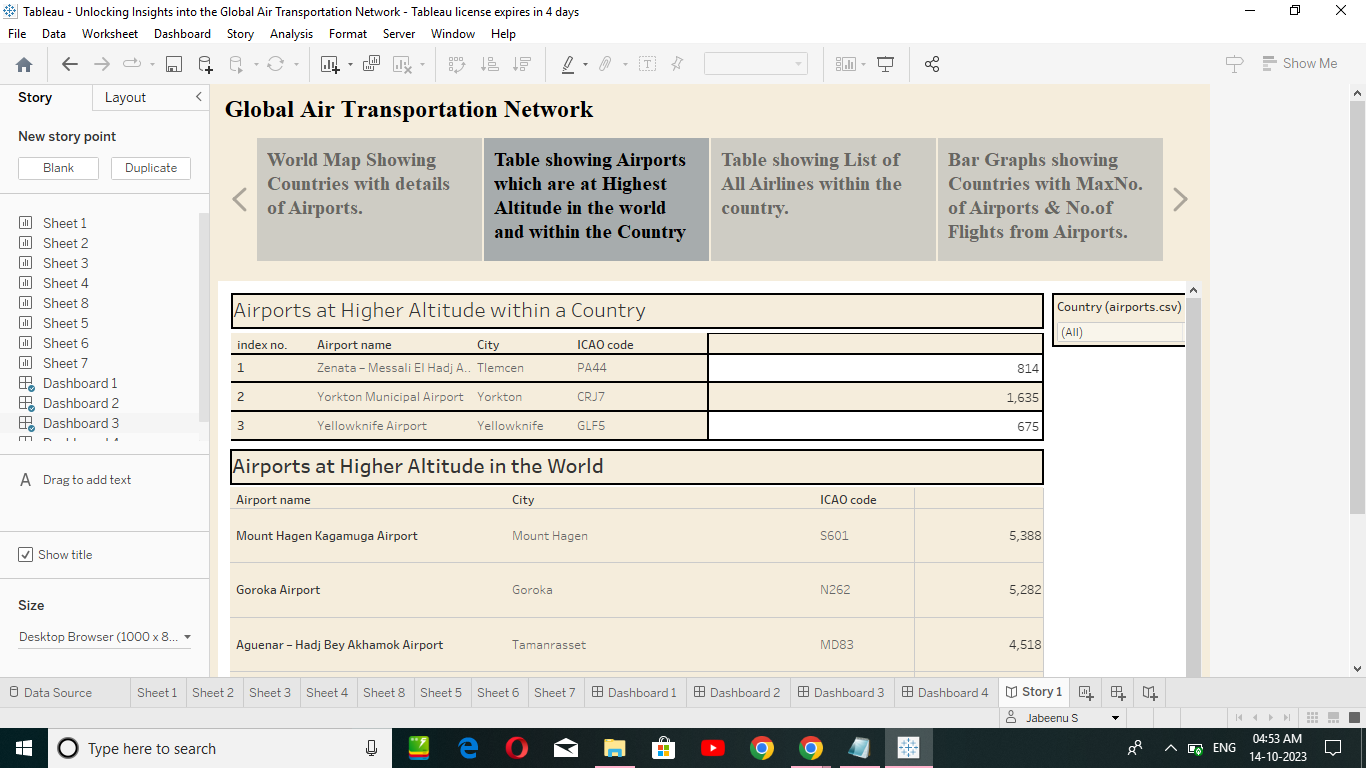 Tableau - Unlocking Insights into the Global Air Transportation Network - Tableau license expires in 4 days
File Data Worksheet Dashboard Story Analysis Format Server Window Help
Show Me
Story Layout
New story point
Blank Duplicate
Sheet 1
Sheet 2
Sheet 3
Sheet 4
Sheet 8
Sheet 5
Sheet 6
Sheet 7
Dashboard 1
Dashboard 2
Dashboard 3
A Drag to add text
Show title
Size
Desktop Browser (1000 x 8...
Global Air Transportation Network
World Map Showing
Countries with details
of Airports.
Table showing Airports
which are at Highest
Altitude in the world
and within the Country
Table showing List of
All Airlines within the
country.
Bar Graphs showing
Countries with MaxNo.
of Airports & No.of
Flights from Airports.
Airports at Higher Altitude within a Country
index no. Airport name City ICAO code
1 Zenata – Messali El Hadj A.. Tlemcen PA44 814
2 Yorkton Municipal Airport Yorkton CRJ7 1,635
3 Yellowknife Airport Yellowknife GLF5 675
Country (airports.csv)
(All)
Airports at Higher Altitude in the World
Airport name City ICAO code
Mount Hagen Kagamuga Airport Mount Hagen S601 5,388
Goroka Airport Goroka N262 5,282
Aguenar – Hadj Bey Akhamok Airport Tamanrasset MD83 4,518
Data Source Sheet 1 Sheet 2 Sheet 3 Sheet 4 Sheet 8 Sheet 5 Sheet 6 Sheet 7 Dashboard 1 Dashboard 2 Dashboard 3 Dashboard 4 Story 1
Jabeenu S
Type here to search
ENG
04:53 AM
14-10-2023